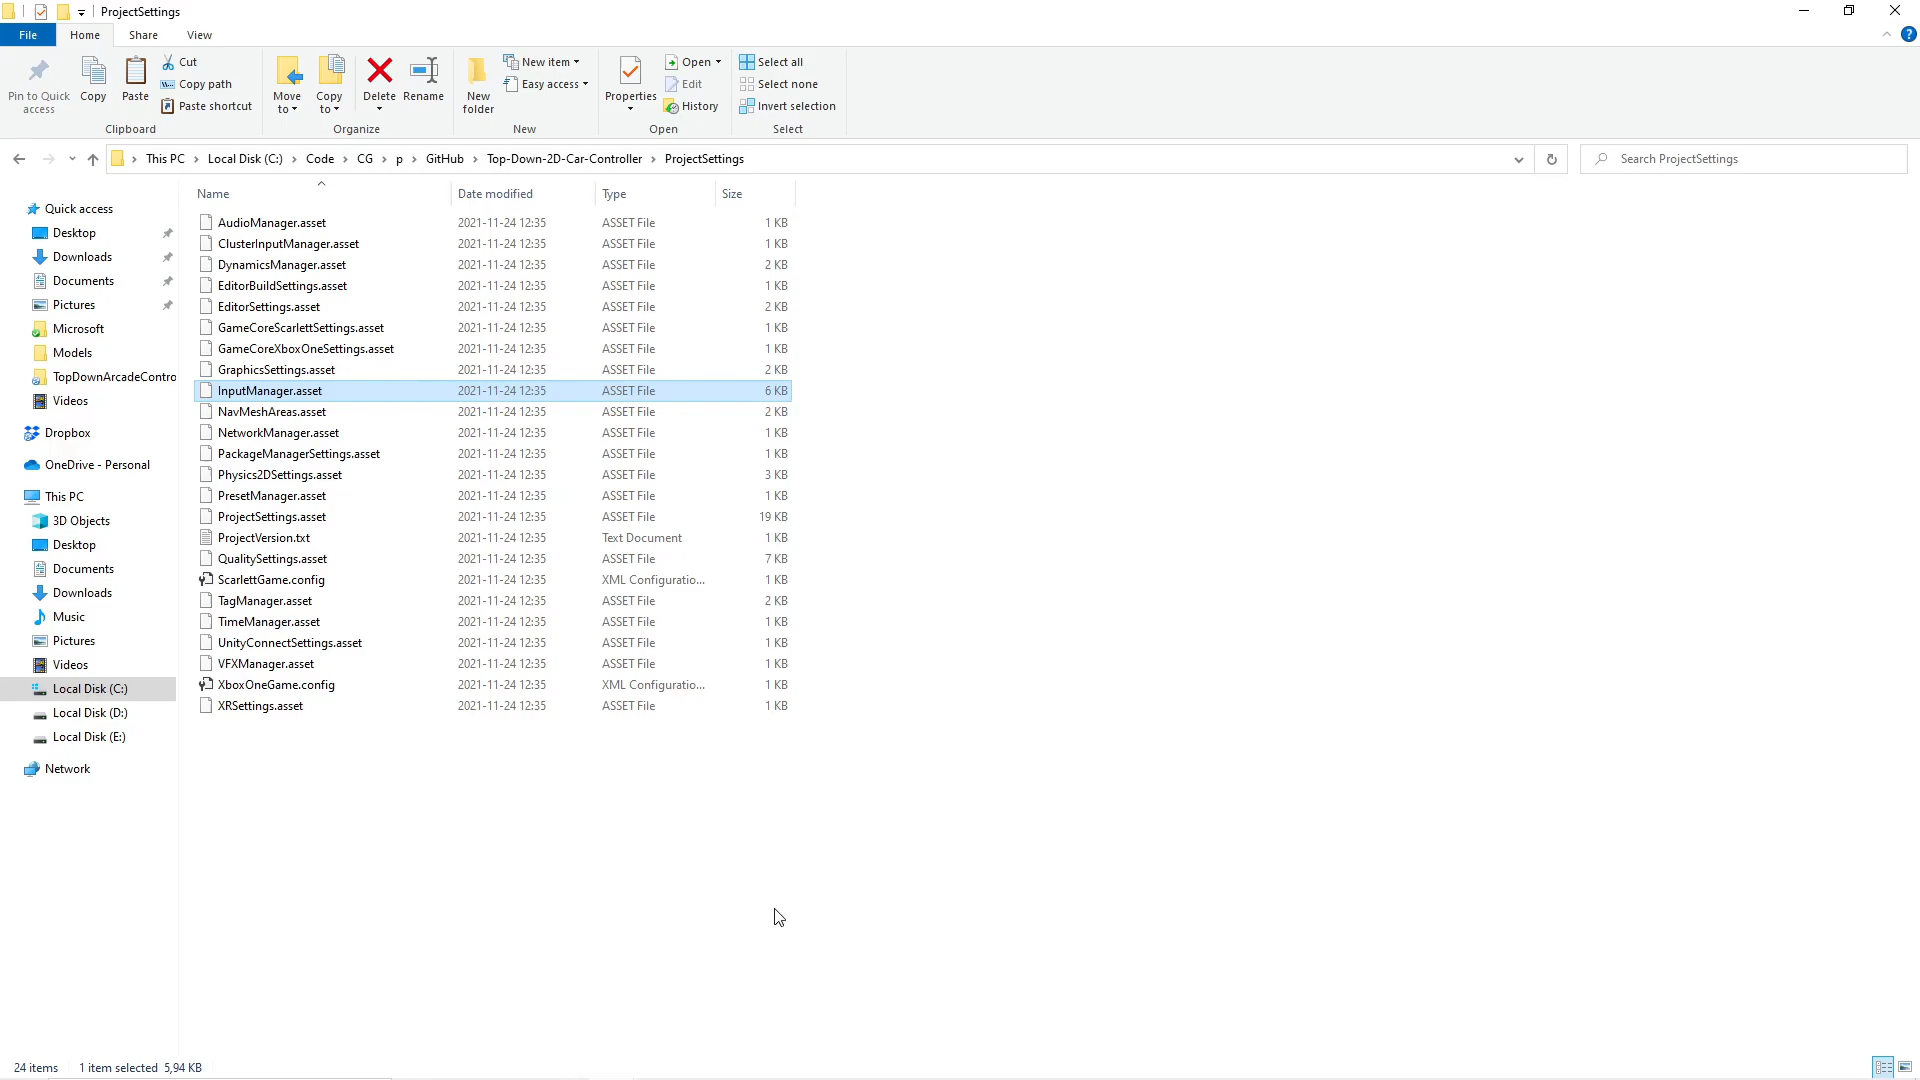 ProjectSettings
File Home Share View
Pin to Quick access
Copy
Paste
Cut
Copy path
Paste shortcut
Clipboard
Move to
Copy to
Delete
Rename
Organize
New folder
New item
Easy access
New
Properties
Open
Edit
History
Open
Select all
Select none
Invert selection
Select
This PC Local Disk (C:) Code CG p GitHub Top-Down-2D-Car-Controller ProjectSettings
Search ProjectSettings
Quick access
Desktop
Downloads
Documents
Pictures
Microsoft
Models
TopDownArcadeContro
Videos
Dropbox
OneDrive - Personal
This PC
3D Objects
Desktop
Documents
Downloads
Music
Pictures
Videos
Local Disk (C:)
Local Disk (D:)
Local Disk (E:)
Network
Name Date modified Type Size
AudioManager.asset 2021-11-24 12:35 ASSET File 1 KB
ClusterInputManager.asset 2021-11-24 12:35 ASSET File 1 KB
DynamicsManager.asset 2021-11-24 12:35 ASSET File 2 KB
EditorBuildSettings.asset 2021-11-24 12:35 ASSET File 1 KB
EditorSettings.asset 2021-11-24 12:35 ASSET File 2 KB
GameCoreScarlettSettings.asset 2021-11-24 12:35 ASSET File 1 KB
GameCoreXboxOneSettings.asset 2021-11-24 12:35 ASSET File 1 KB
GraphicsSettings.asset 2021-11-24 12:35 ASSET File 2 KB
InputManager.asset 2021-11-24 12:35 ASSET File 6 KB
NavMeshAreas.asset 2021-11-24 12:35 ASSET File 2 KB
NetworkManager.asset 2021-11-24 12:35 ASSET File 1 KB
PackageManagerSettings.asset 2021-11-24 12:35 ASSET File 1 KB
Physics2DSettings.asset 2021-11-24 12:35 ASSET File 3 KB
PresetManager.asset 2021-11-24 12:35 ASSET File 1 KB
ProjectSettings.asset 2021-11-24 12:35 ASSET File 19 KB
ProjectVersion.txt 2021-11-24 12:35 Text Document 1 KB
QualitySettings.asset 2021-11-24 12:35 ASSET File 7 KB
ScarlettGame.config 2021-11-24 12:35 XML Configuratio... 1 KB
TagManager.asset 2021-11-24 12:35 ASSET File 2 KB
TimeManager.asset 2021-11-24 12:35 ASSET File 1 KB
UnityConnectSettings.asset 2021-11-24 12:35 ASSET File 1 KB
VFXManager.asset 2021-11-24 12:35 ASSET File 1 KB
XboxOneGame.config 2021-11-24 12:35 XML Configuratio... 1 KB
XRSettings.asset 2021-11-24 12:35 ASSET File 1 KB
24 items 1 item selected 5,94 KB